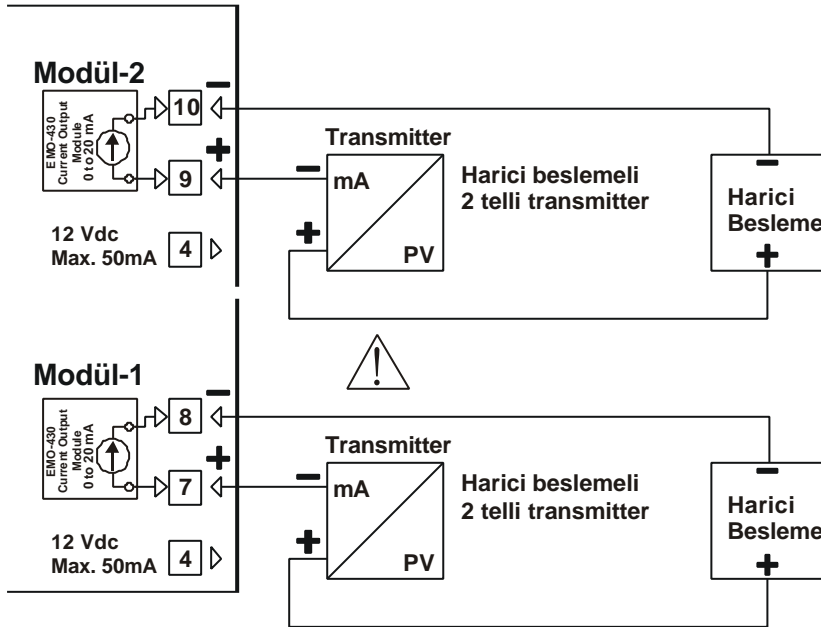 Modül-2
EMO-430
Current Output
Module
0 to 20 mA
10
9
12 Vdc
Max. 50mA
4
Transmitter
mA
PV
Harici beslemeli
2 telli transmitter
Harici
Besleme
Modül-1
EMO-430
Current Output
Module
0 to 20 mA
8
7
12 Vdc
Max. 50mA
4
Transmitter
mA
PV
Harici beslemeli
2 telli transmitter
Harici
Besleme